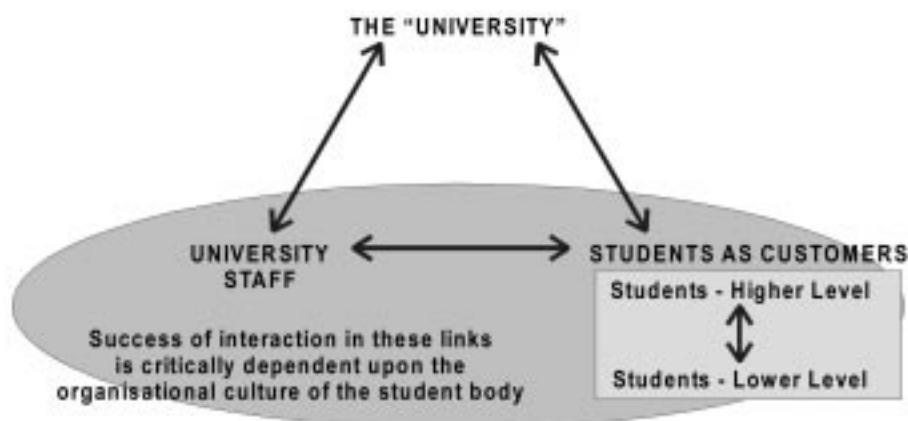 THE “UNIVERSITY”
UNIVERSITY
STAFF
STUDENTS AS CUSTOMERS
Students - Higher Level
Students - Lower Level
Success of interaction in these links
is critically dependent upon the
organisational culture of the student body